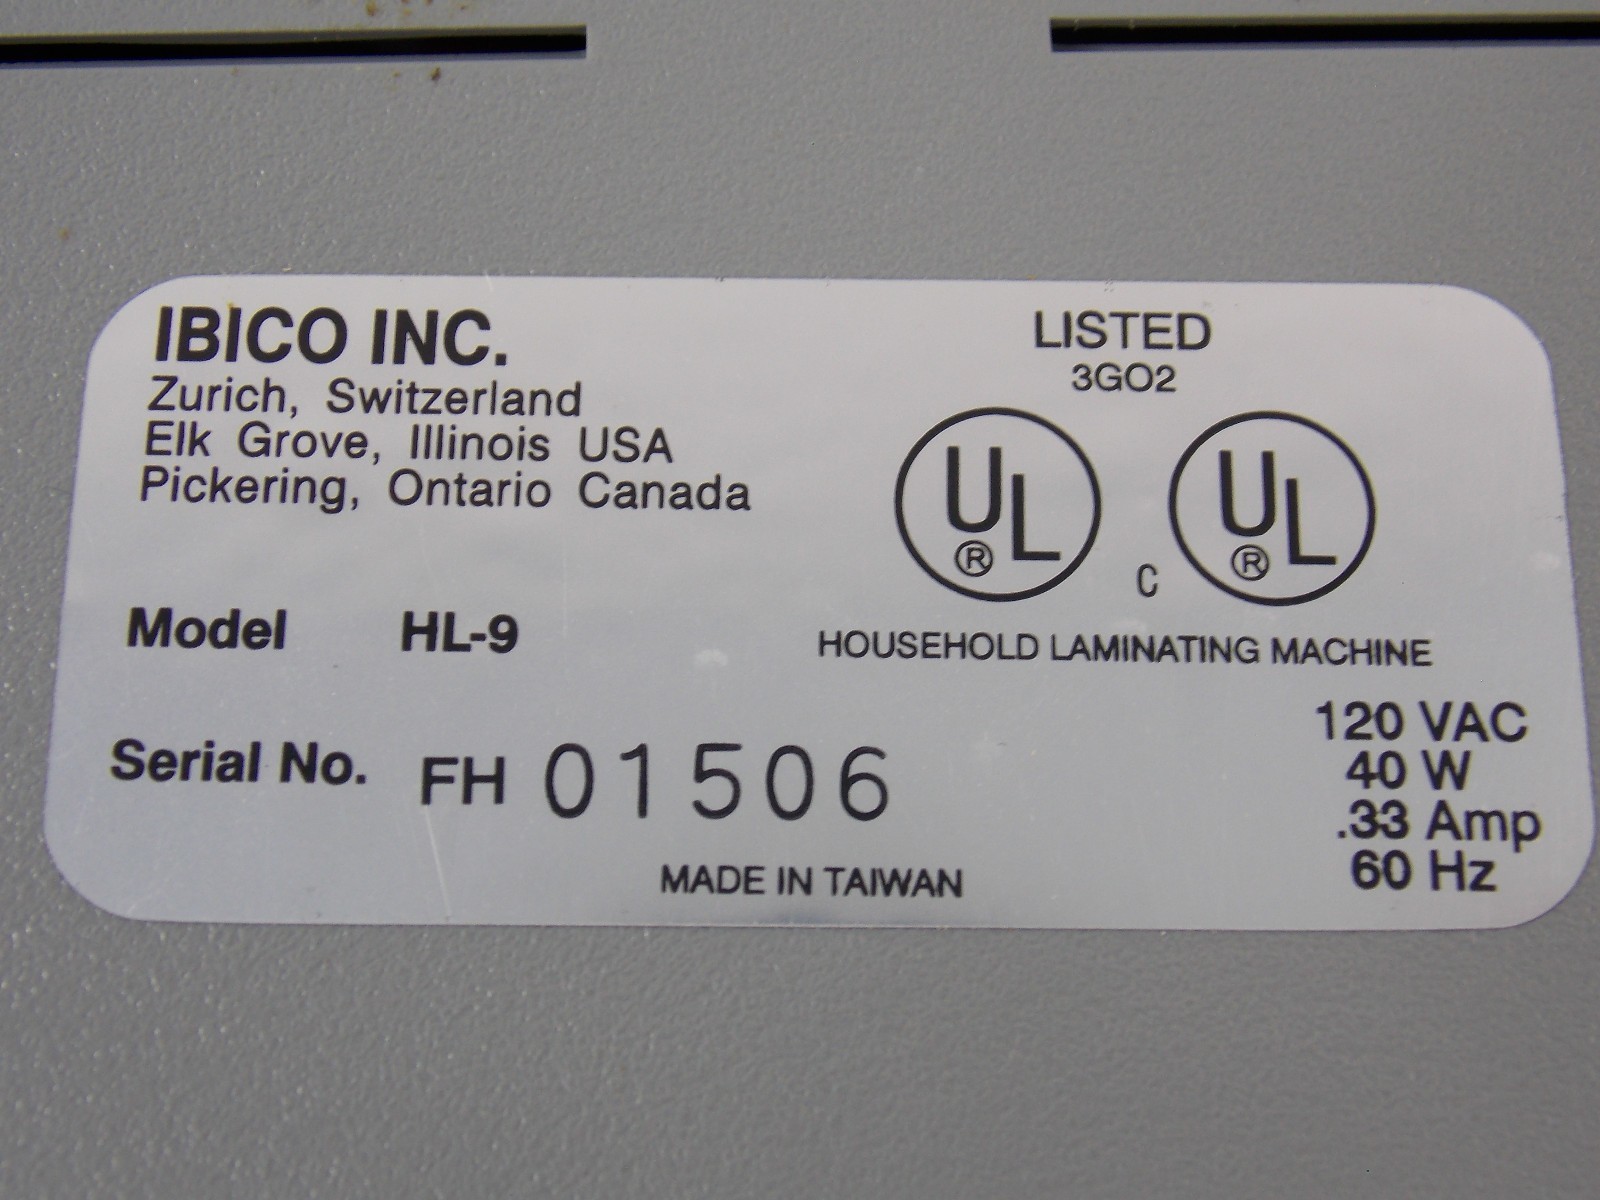 IBICO INC.
Zurich, Switzerland
Elk Grove, Illinois USA
Pickering, Ontario Canada
LISTED
3GO2
UL ®
C UL ®
Model HL-9
HOUSEHOLD LAMINATING MACHINE
Serial No. FH 01506
120 VAC
40 W
.33 Amp
60 Hz
MADE IN TAIWAN